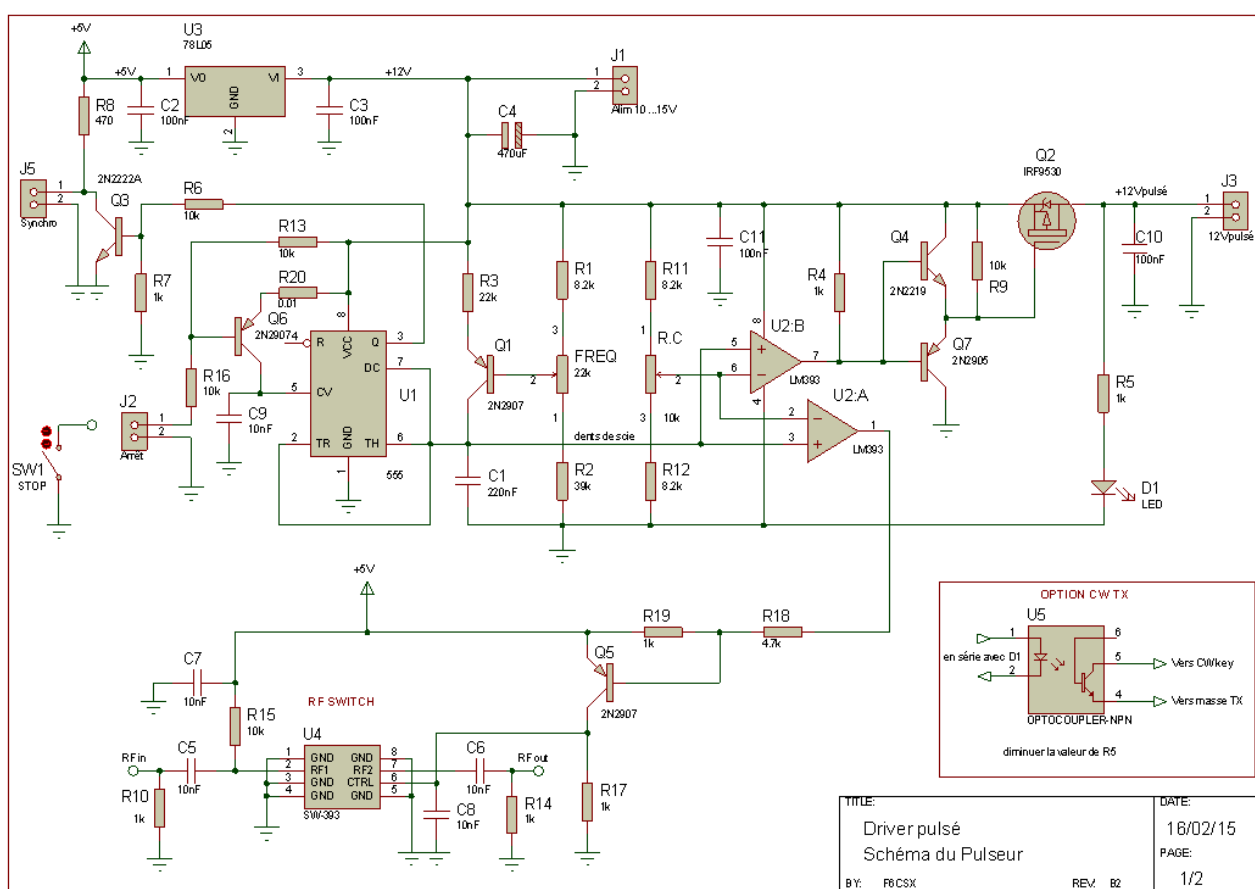 +5V
U3
78L05
+5V
1
VO
VI
3
GND
2
+12V
J1
1
2
Alim 10 ...15V
R8
470
C2
100nF
C3
100nF
C4
470uF
J5
1
2
Synchro
2N2222A
Q3
R6
10k
R13
10k
R7
1k
R20
0.01
Q6
2N2907
R16
10k
J2
1
2
Arrêt
SW1
STOP
C9
10nF
4
R
8
VCC
Q
3
DC
7
5
CV
U1
2
TR
GND
TH
6
1
555
R3
22k
Q1
2N2907
C1
220nF
R1
8.2k
3
FREQ
22k
2
1
R2
39k
R11
8.2k
1
R.C
2
3
10k
R12
8.2k
dents de scie
C11
100nF
8
U2:B
5
6
7
4
LM393
U2:A
2
3
1
LM393
R4
1k
Q4
2N2219
10k
R9
Q7
2N2905
Q2
IRF9530
+12Vpulsé
J3
1
2
12Vpulsé
C10
100nF
R5
1k
D1
LED
+5V
R19
1k
R18
4.7k
C7
10nF
Q5
2N2907
R15
10k
RF SWITCH
U4
1
2
3
4
GND
RF1
GND
GND
GND
RF2
CTRL
GND
8
7
6
5
SW-393
RFin
C5
10nF
R10
1k
C6
10nF
RFout
C8
10nF
R14
1k
R17
1k
OPTION CW TX
U5
1
2
6
5
4
en série avec D1
Vers CWkey
Vers masse TX
OPTOCOUPLER-NPN
diminuer la valeur de R5
TITLE:
Driver pulsé
Schéma du Pulseur
BY: F6CSX
REV: B2
DATE:
16/02/15
PAGE:
1/2